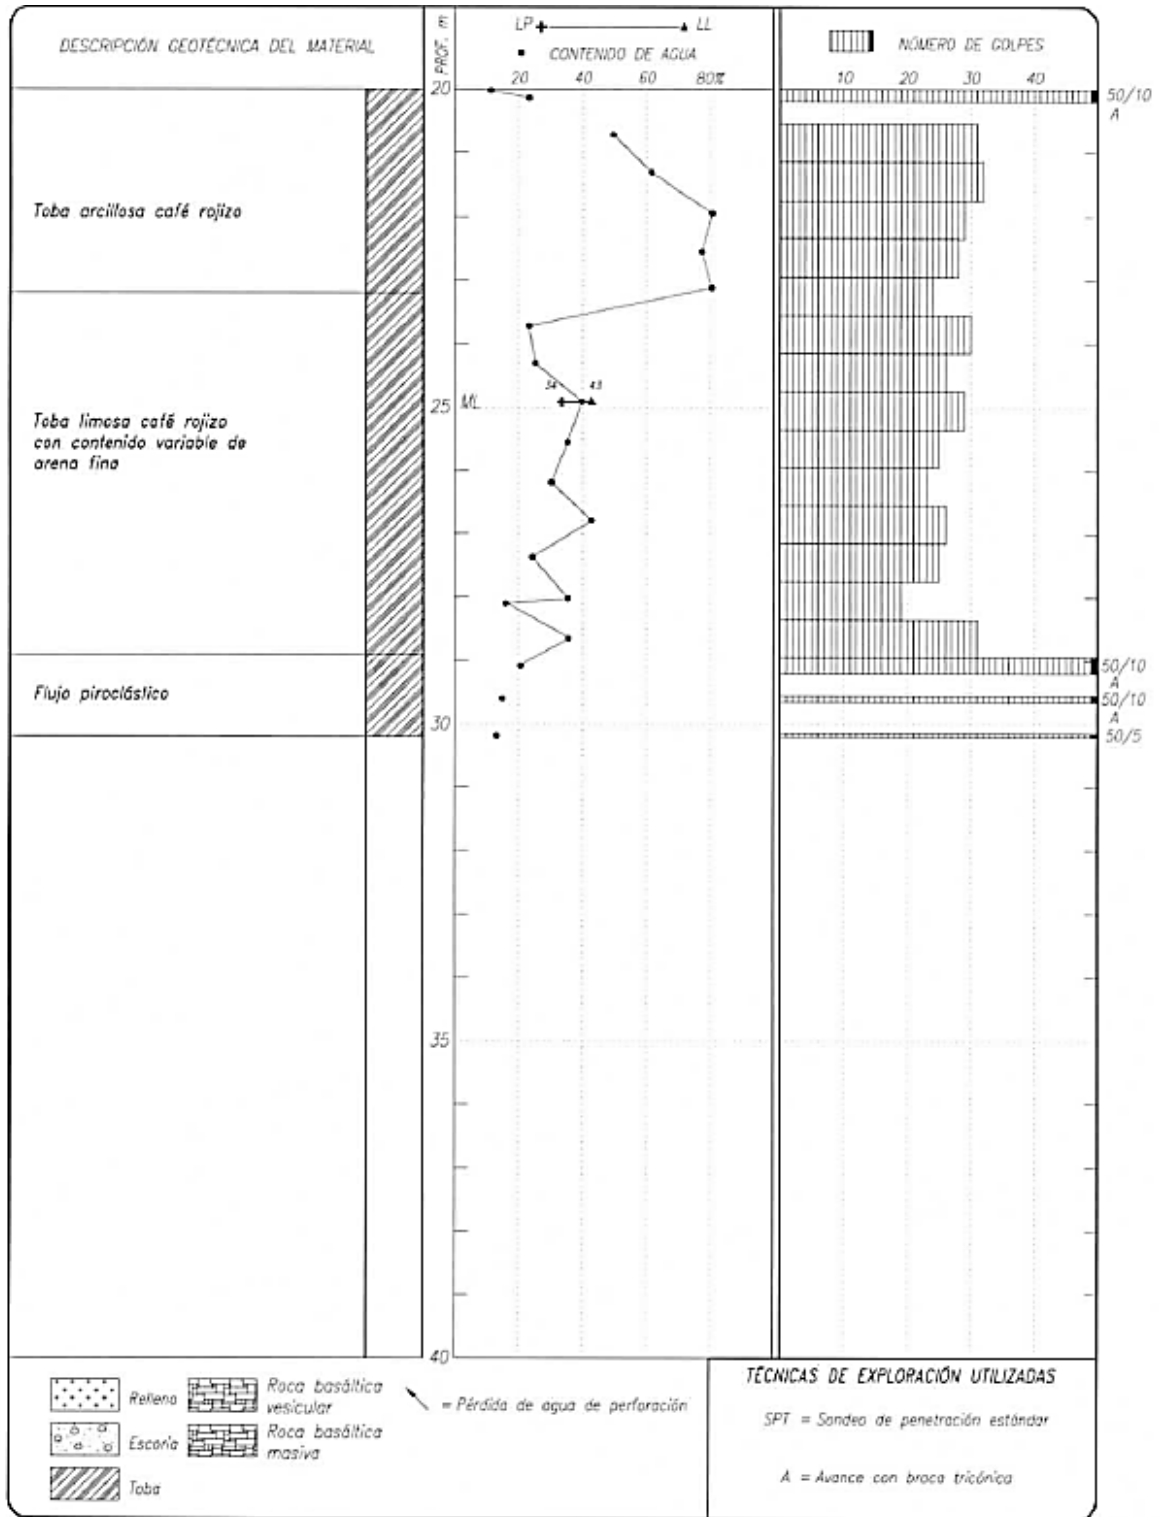 DESCRIPCIÓN GEOTÉCNICA DEL MATERIAL
PROF. m
LP LL
CONTENIDO DE AGUA
20 40 60 80%
NÚMERO DE GOLPES
10 20 30 40
20
50/10
A
Toba arcillosa café rojizo
34 43
25 ML
Toba limosa café rojizo
con contenido variable de
arena fina
50/10
A
Flujo piroclástico
50/10
A
30
50/5
35
40
Relleno
Roca basáltica
vesicular
= Pérdida de agua de perforación
Escoria
Roca basáltica
masiva
Toba
TÉCNICAS DE EXPLORACIÓN UTILIZADAS
SPT = Sondeo de penetración estándar
A = Avance con broca tricónica